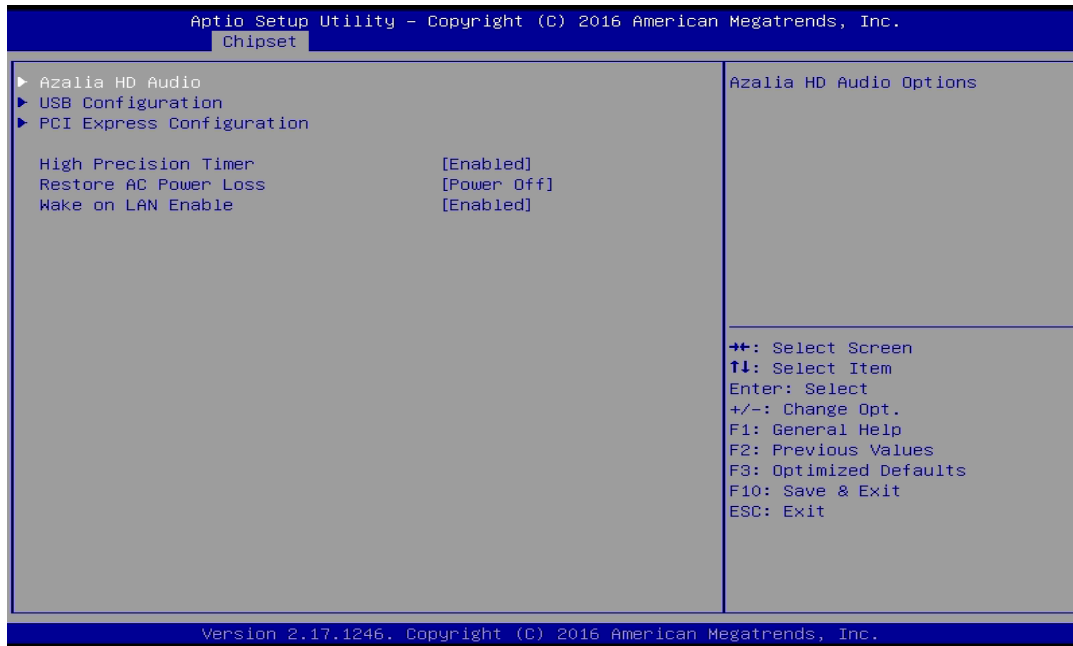 Aptio Setup Utility – Copyright (C) 2016 American Megatrends, Inc.
Chipset
▶ Azalia HD Audio
▶ USB Configuration
▶ PCI Express Configuration
High Precision Timer [Enabled]
Restore AC Power Loss [Power Off]
Wake on LAN Enable [Enabled]
Azalia HD Audio Options
→←: Select Screen
↑↓: Select Item
Enter: Select
+/-: Change Opt.
F1: General Help
F2: Previous Values
F3: Optimized Defaults
F10: Save & Exit
ESC: Exit
Version 2.17.1246. Copyright (C) 2016 American Megatrends, Inc.